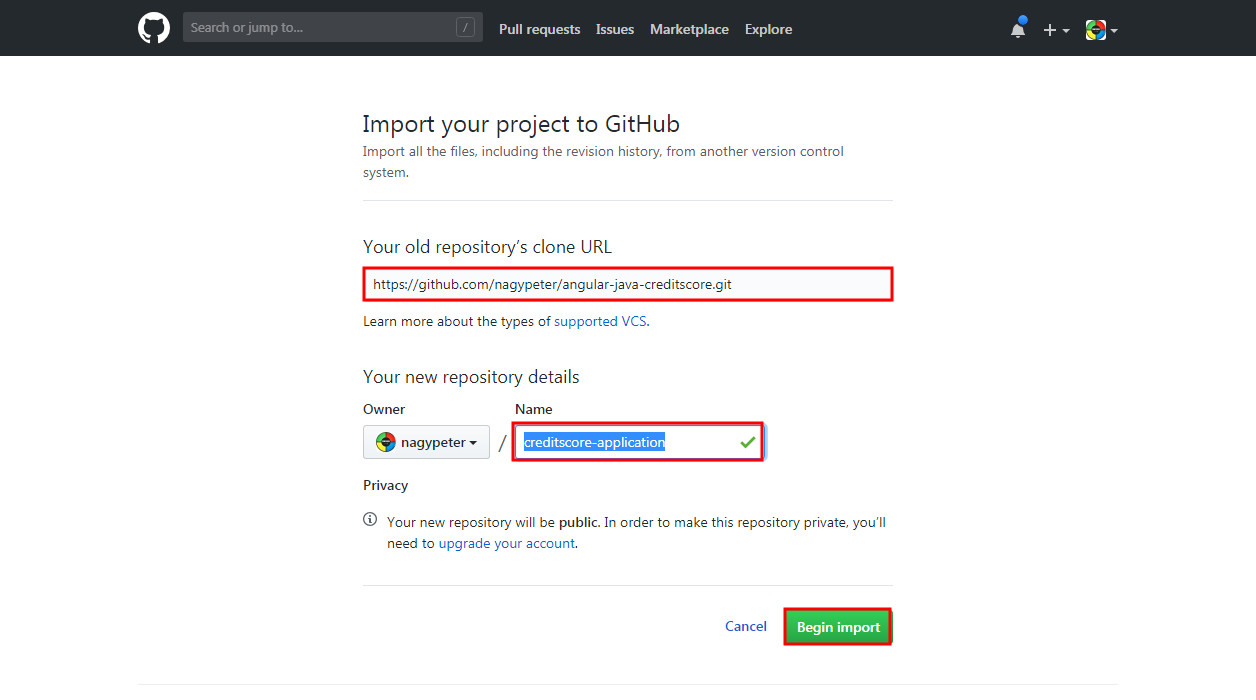 Search or jump to...
/
Pull requests
Issues
Marketplace
Explore
Import your project to GitHub
Import all the files, including the revision history, from another version control
system.
Your old repository's clone URL
https://github.com/nagypeter/angular-java-creditscore.git
Learn more about the types of supported VCS.
Your new repository details
Owner
Name
nagypeter
/
creditscore-application
Privacy
Your new repository will be public. In order to make this repository private, you'll
need to upgrade your account.
Cancel
Begin import